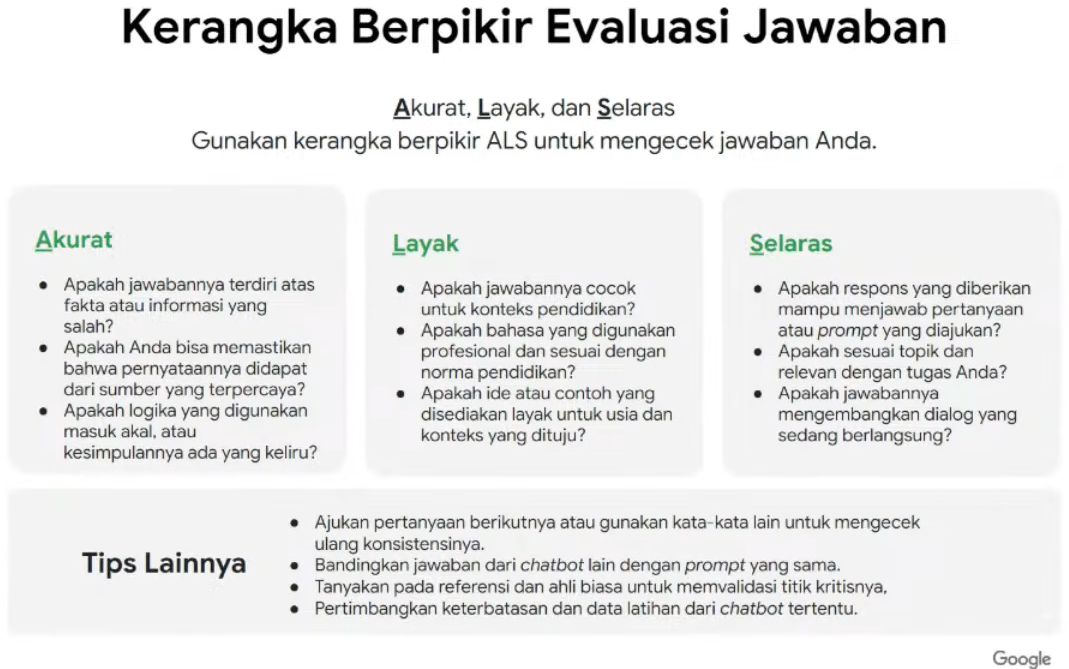 Kerangka Berpikir Evaluasi Jawaban
Akurat, Layak, dan Selaras
Gunakan kerangka berpikir ALS untuk mengecek jawaban Anda.
Akurat
● Apakah jawabannya terdiri atas
fakta atau informasi yang
salah?
● Apakah Anda bisa memastikan
bahwa pernyataannya didapat
dari sumber yang terpercaya?
● Apakah logika yang digunakan
masuk akal, atau
kesimpulannya ada yang keliru?
Layak
● Apakah jawabannya cocok
untuk konteks pendidikan?
● Apakah bahasa yang digunakan
profesional dan sesuai dengan
norma pendidikan?
● Apakah ide atau contoh yang
disediakan layak untuk usia dan
konteks yang dituju?
Selaras
● Apakah respons yang diberikan
mampu menjawab pertanyaan
atau prompt yang diajukan?
● Apakah sesuai topik dan
relevan dengan tugas Anda?
● Apakah jawabannya
mengembangkan dialog yang
sedang berlangsung?
Tips Lainnya
● Ajukan pertanyaan berikutnya atau gunakan kata-kata lain untuk mengecek
ulang konsistensinya.
● Bandingkan jawaban dari chatbot lain dengan prompt yang sama.
● Tanyakan pada referensi dan ahli biasa untuk memvalidasi titik kritisnya,
● Pertimbangkan keterbatasan dan data latihan dari chatbot tertentu.
Google